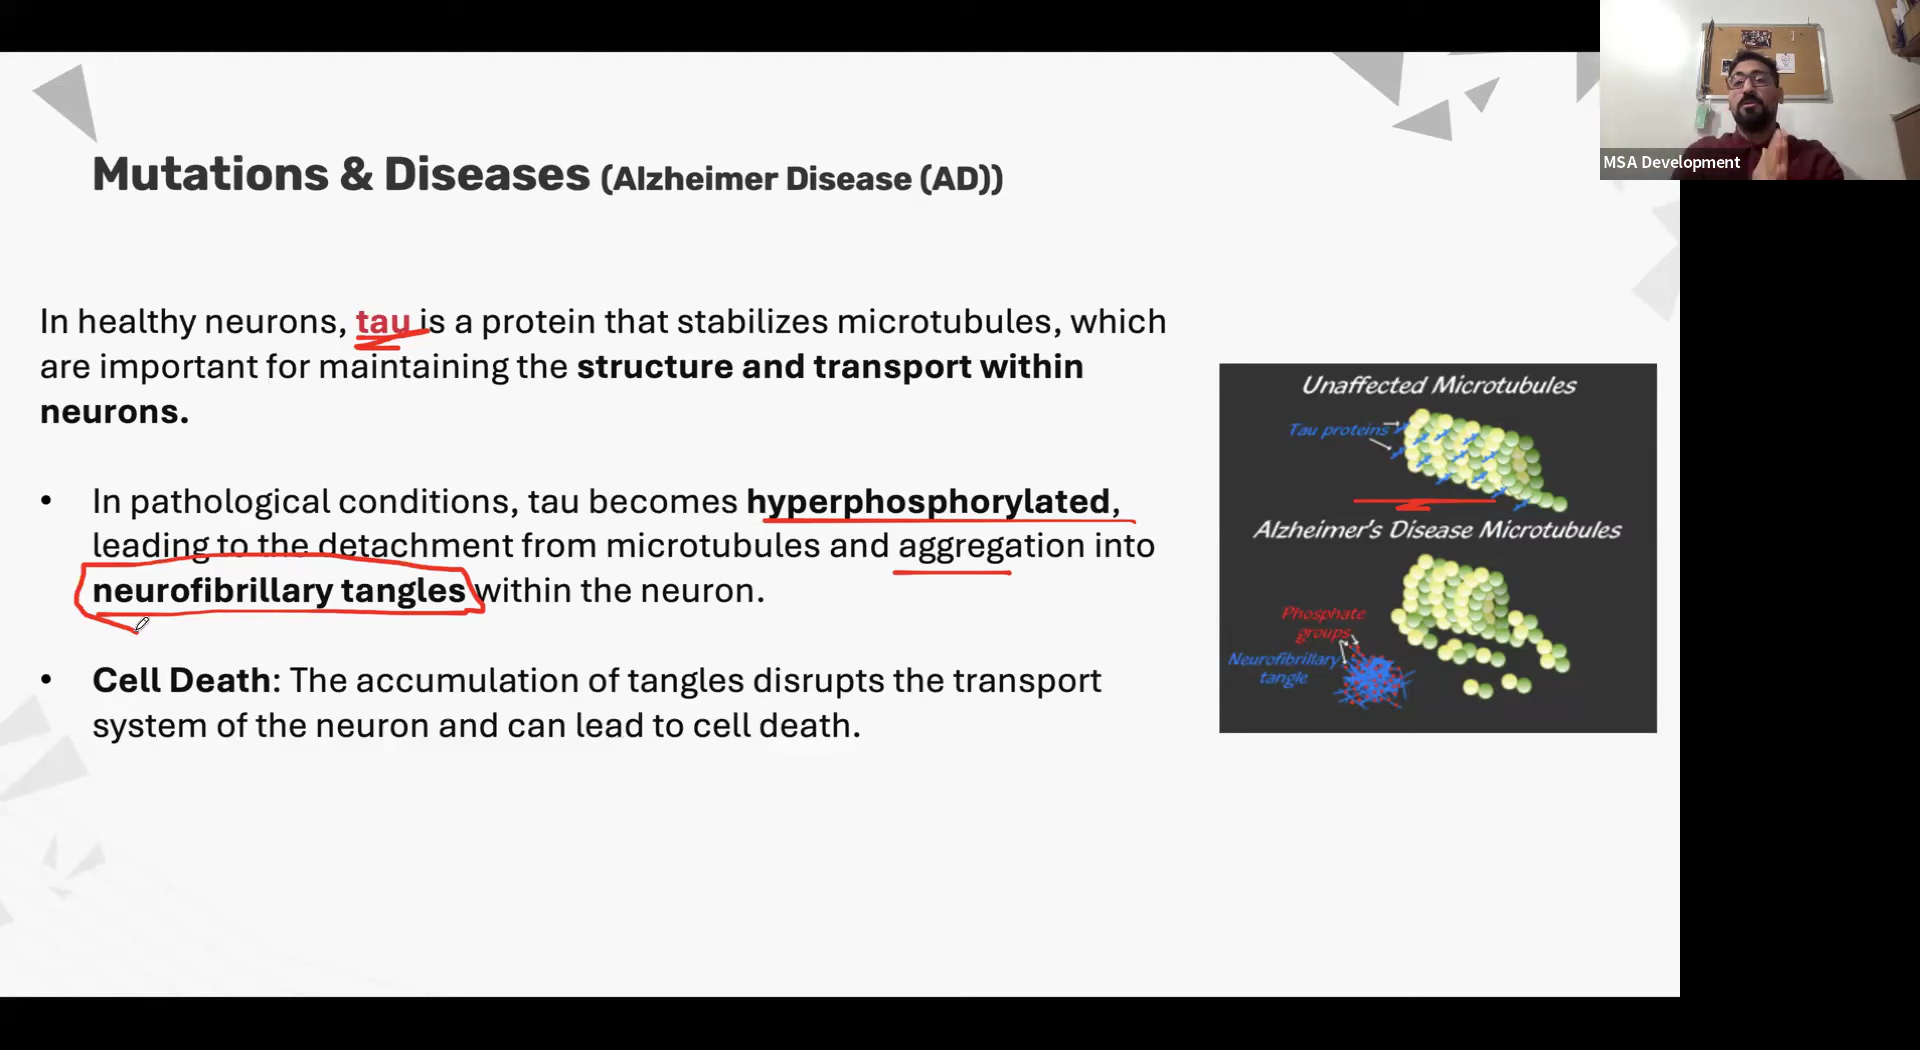 MSA Development
Mutations & Diseases (Alzheimer Disease (AD))
In healthy neurons, tau is a protein that stabilizes microtubules, which
are important for maintaining the structure and transport within
neurons.
• In pathological conditions, tau becomes hyperphosphorylated,
leading to the detachment from microtubules and aggregation into
neurofibrillary tangles within the neuron.
• Cell Death: The accumulation of tangles disrupts the transport
system of the neuron and can lead to cell death.
Unaffected Microtubules
Tau proteins
Alzheimer's Disease Microtubules
Phosphate
groups
Neurofibrillary
tangle